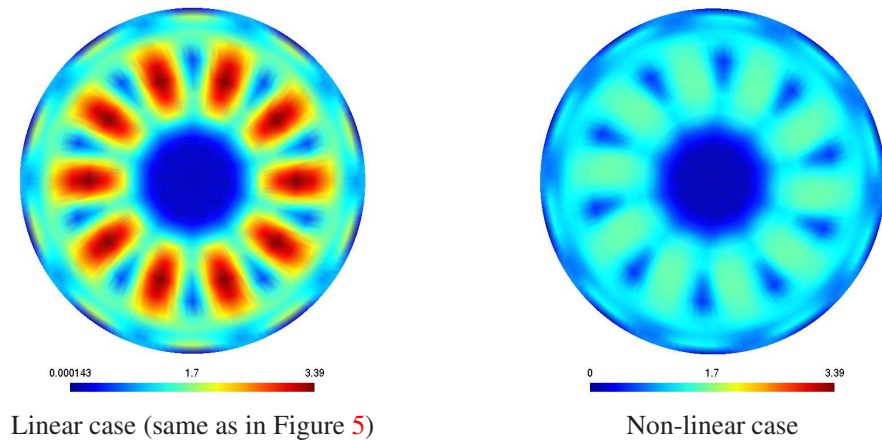 0.000143 1.7 3.39
0 1.7 3.39
Linear case (same as in Figure 5)
Non-linear case